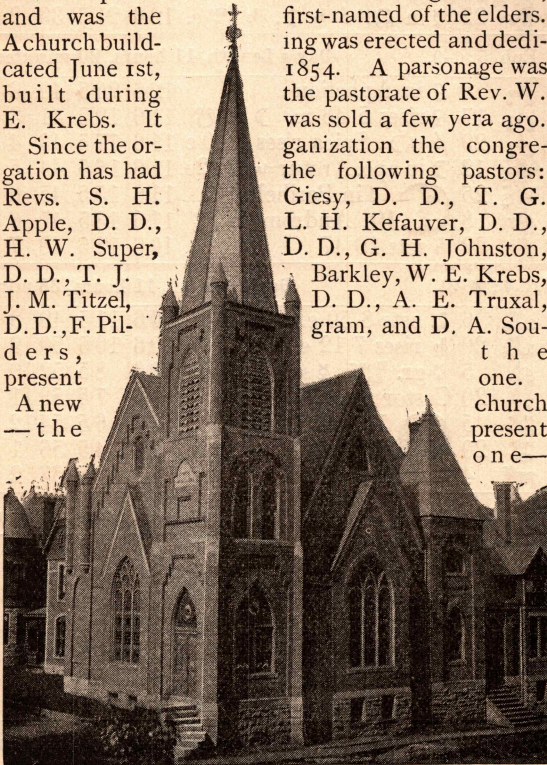 and was the first-named of the elders.
A church build- ing was erected and dedi-
cated June 1st, 1854. A parsonage was
built during the pastorate of Rev. W.
E. Krebs. It was sold a few yera ago.
Since the or- ganization the congre-
gation has had the following pastors:
Revs. S. H. Giesy, D. D., T. G.
Apple, D. D., L. H. Kefauver, D. D.,
H. W. Super, D. D., G. H. Johnston,
D. D., T. J. Barkley, W. E. Krebs,
J. M. Titzel, D. D., A. E. Truxal,
D. D., F. Pil- gram, and D. A. Sou-
ders, the
present one.
A new church
—the present
one—